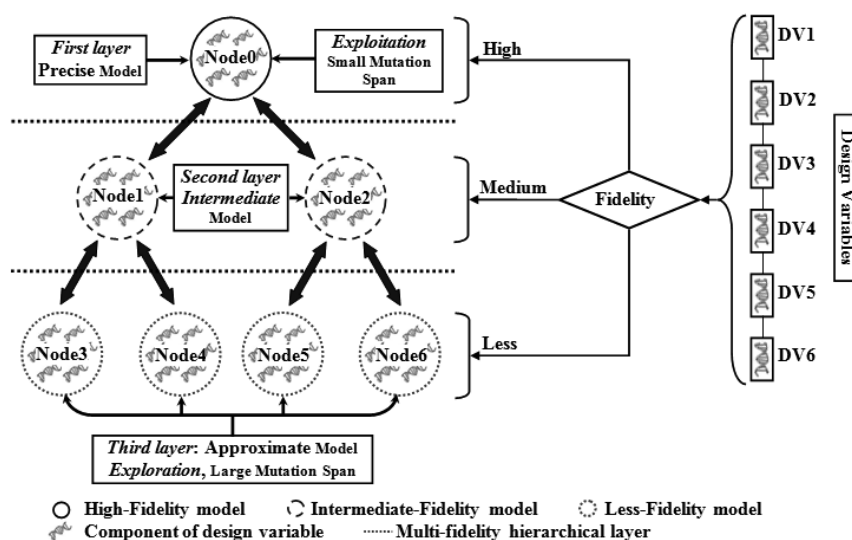 First layer
Precise Model
Node0
Exploitation
Small Mutation
Span
High
DV1
DV2
DV3
DV4
DV5
DV6
Design Variables
Node1
Second layer
Intermediate
Model
Node2
Medium
Fidelity
Node3
Node4
Node5
Node6
Less
Third layer: Approximate Model
Exploration, Large Mutation Span
High-Fidelity model
Intermediate-Fidelity model
Less-Fidelity model
Component of design variable
Multi-fidelity hierarchical layer